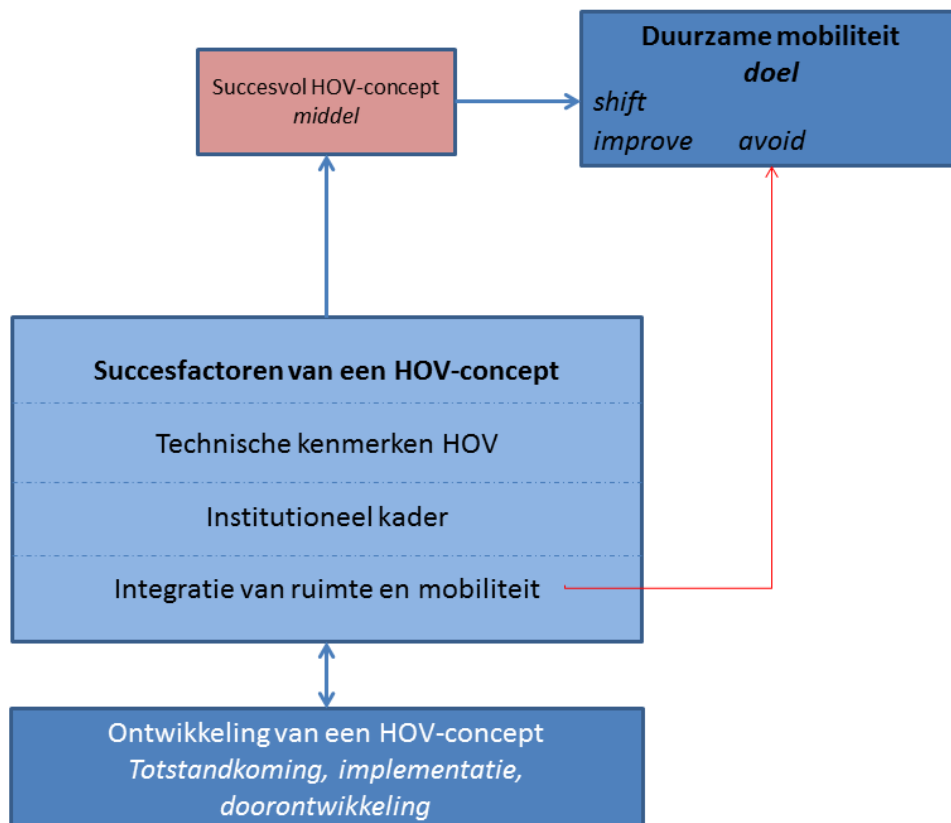 Duurzame mobiliteit
doel
shift
improve avoid
Succesvol HOV-concept
middel
Succesfactoren van een HOV-concept
Technische kenmerken HOV
Institutioneel kader
Integratie van ruimte en mobiliteit
Ontwikkeling van een HOV-concept
Totstandkoming, implementatie,
doorontwikkeling